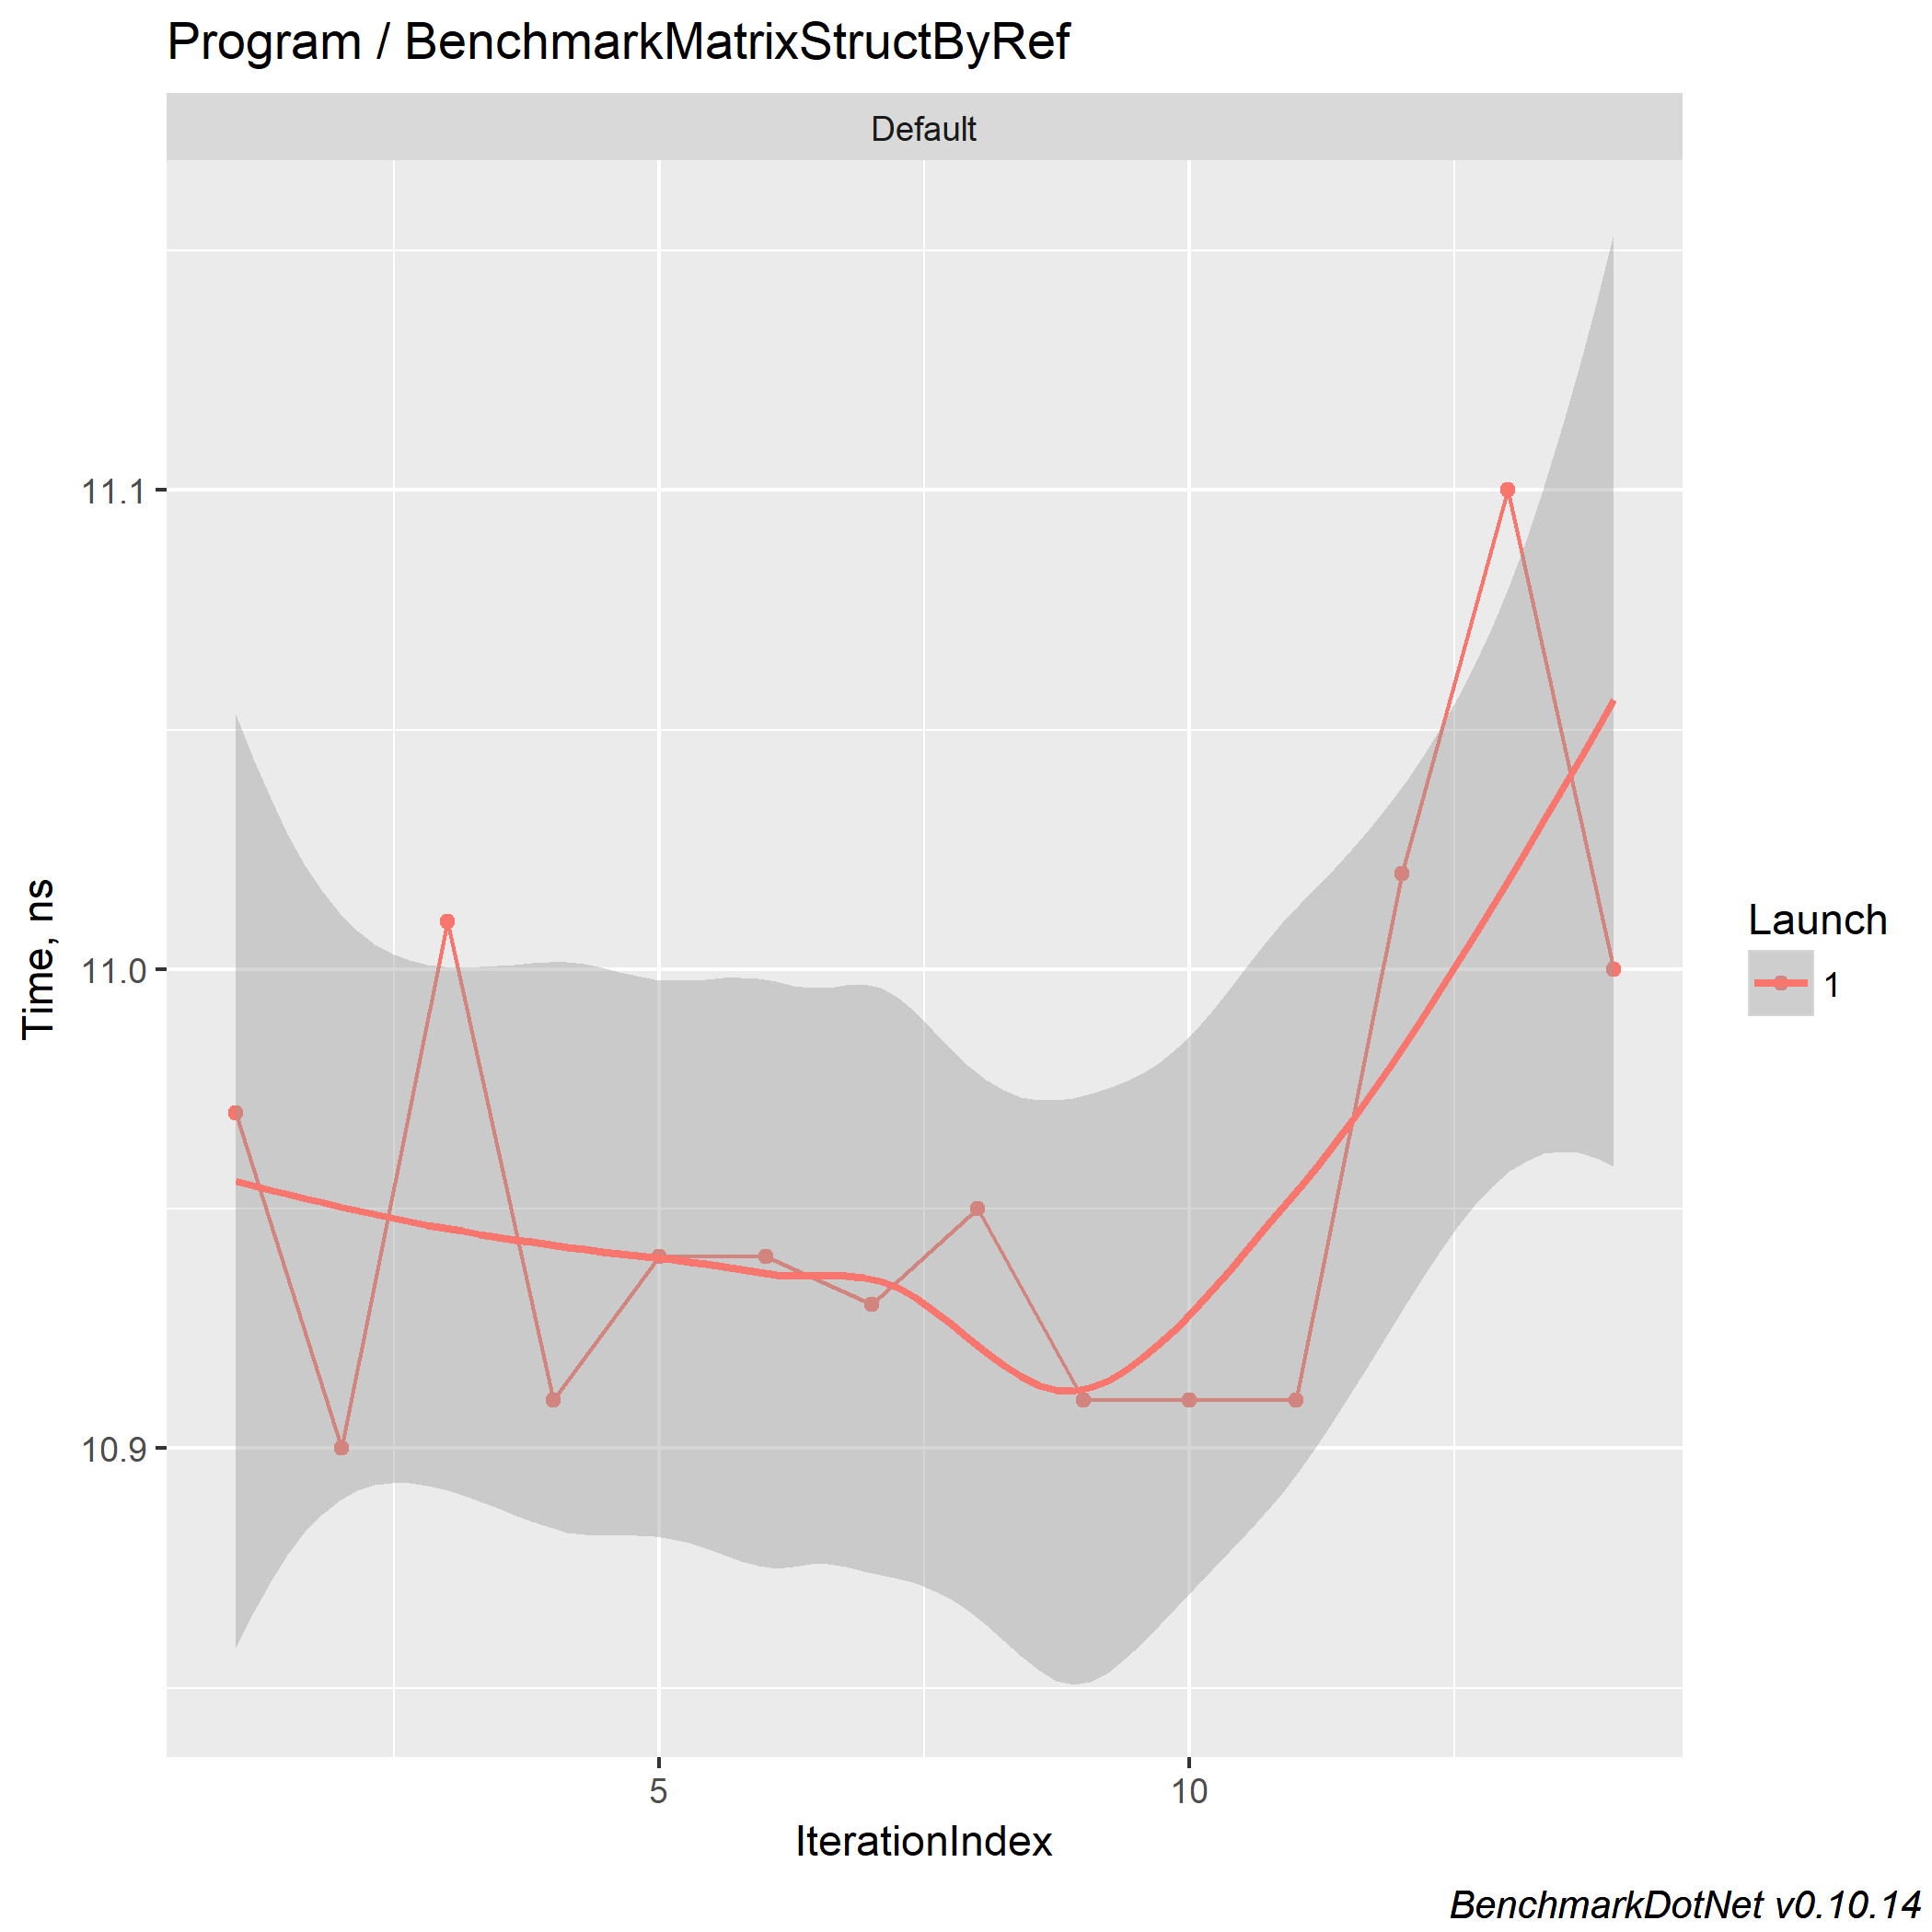 Program / BenchmarkMatrixStructByRef
Default
11.1
11.0
10.9
Time, ns
5
10
IterationIndex
Launch
1
BenchmarkDotNet v0.10.14